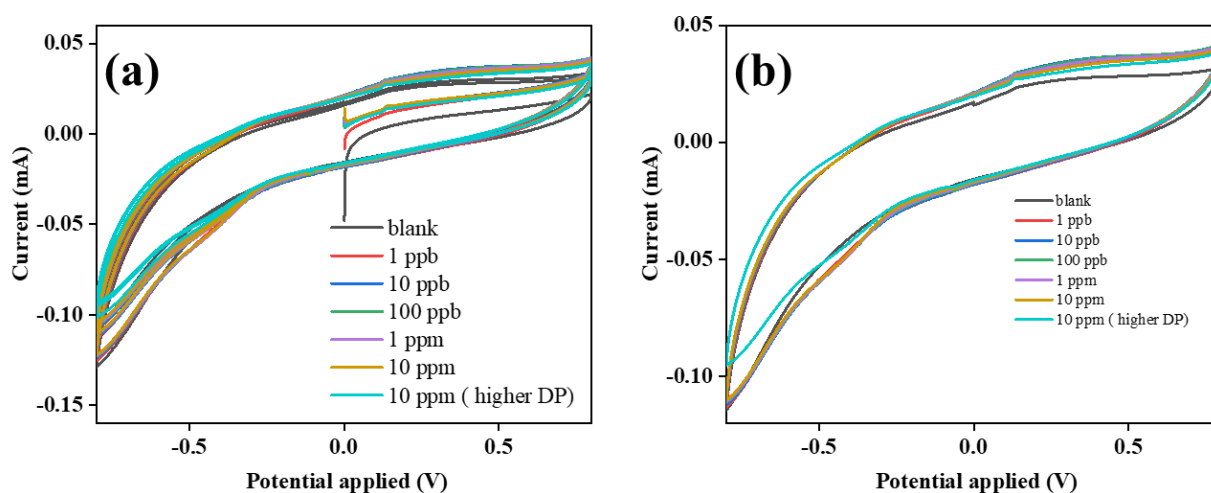 (a)
Current (mA)
0.05
0.00
-0.05
-0.10
-0.15
blank
1 ppb
10 ppb
100 ppb
1 ppm
10 ppm
10 ppm ( higher DP)
-0.5
0.0
0.5
Potential applied (V)
(b)
Current (mA)
0.05
0.00
-0.05
-0.10
blank
1 ppb
10 ppb
100 ppb
1 ppm
10 ppm
10 ppm ( higher DP)
-0.5
0.0
0.5
Potential applied (V)